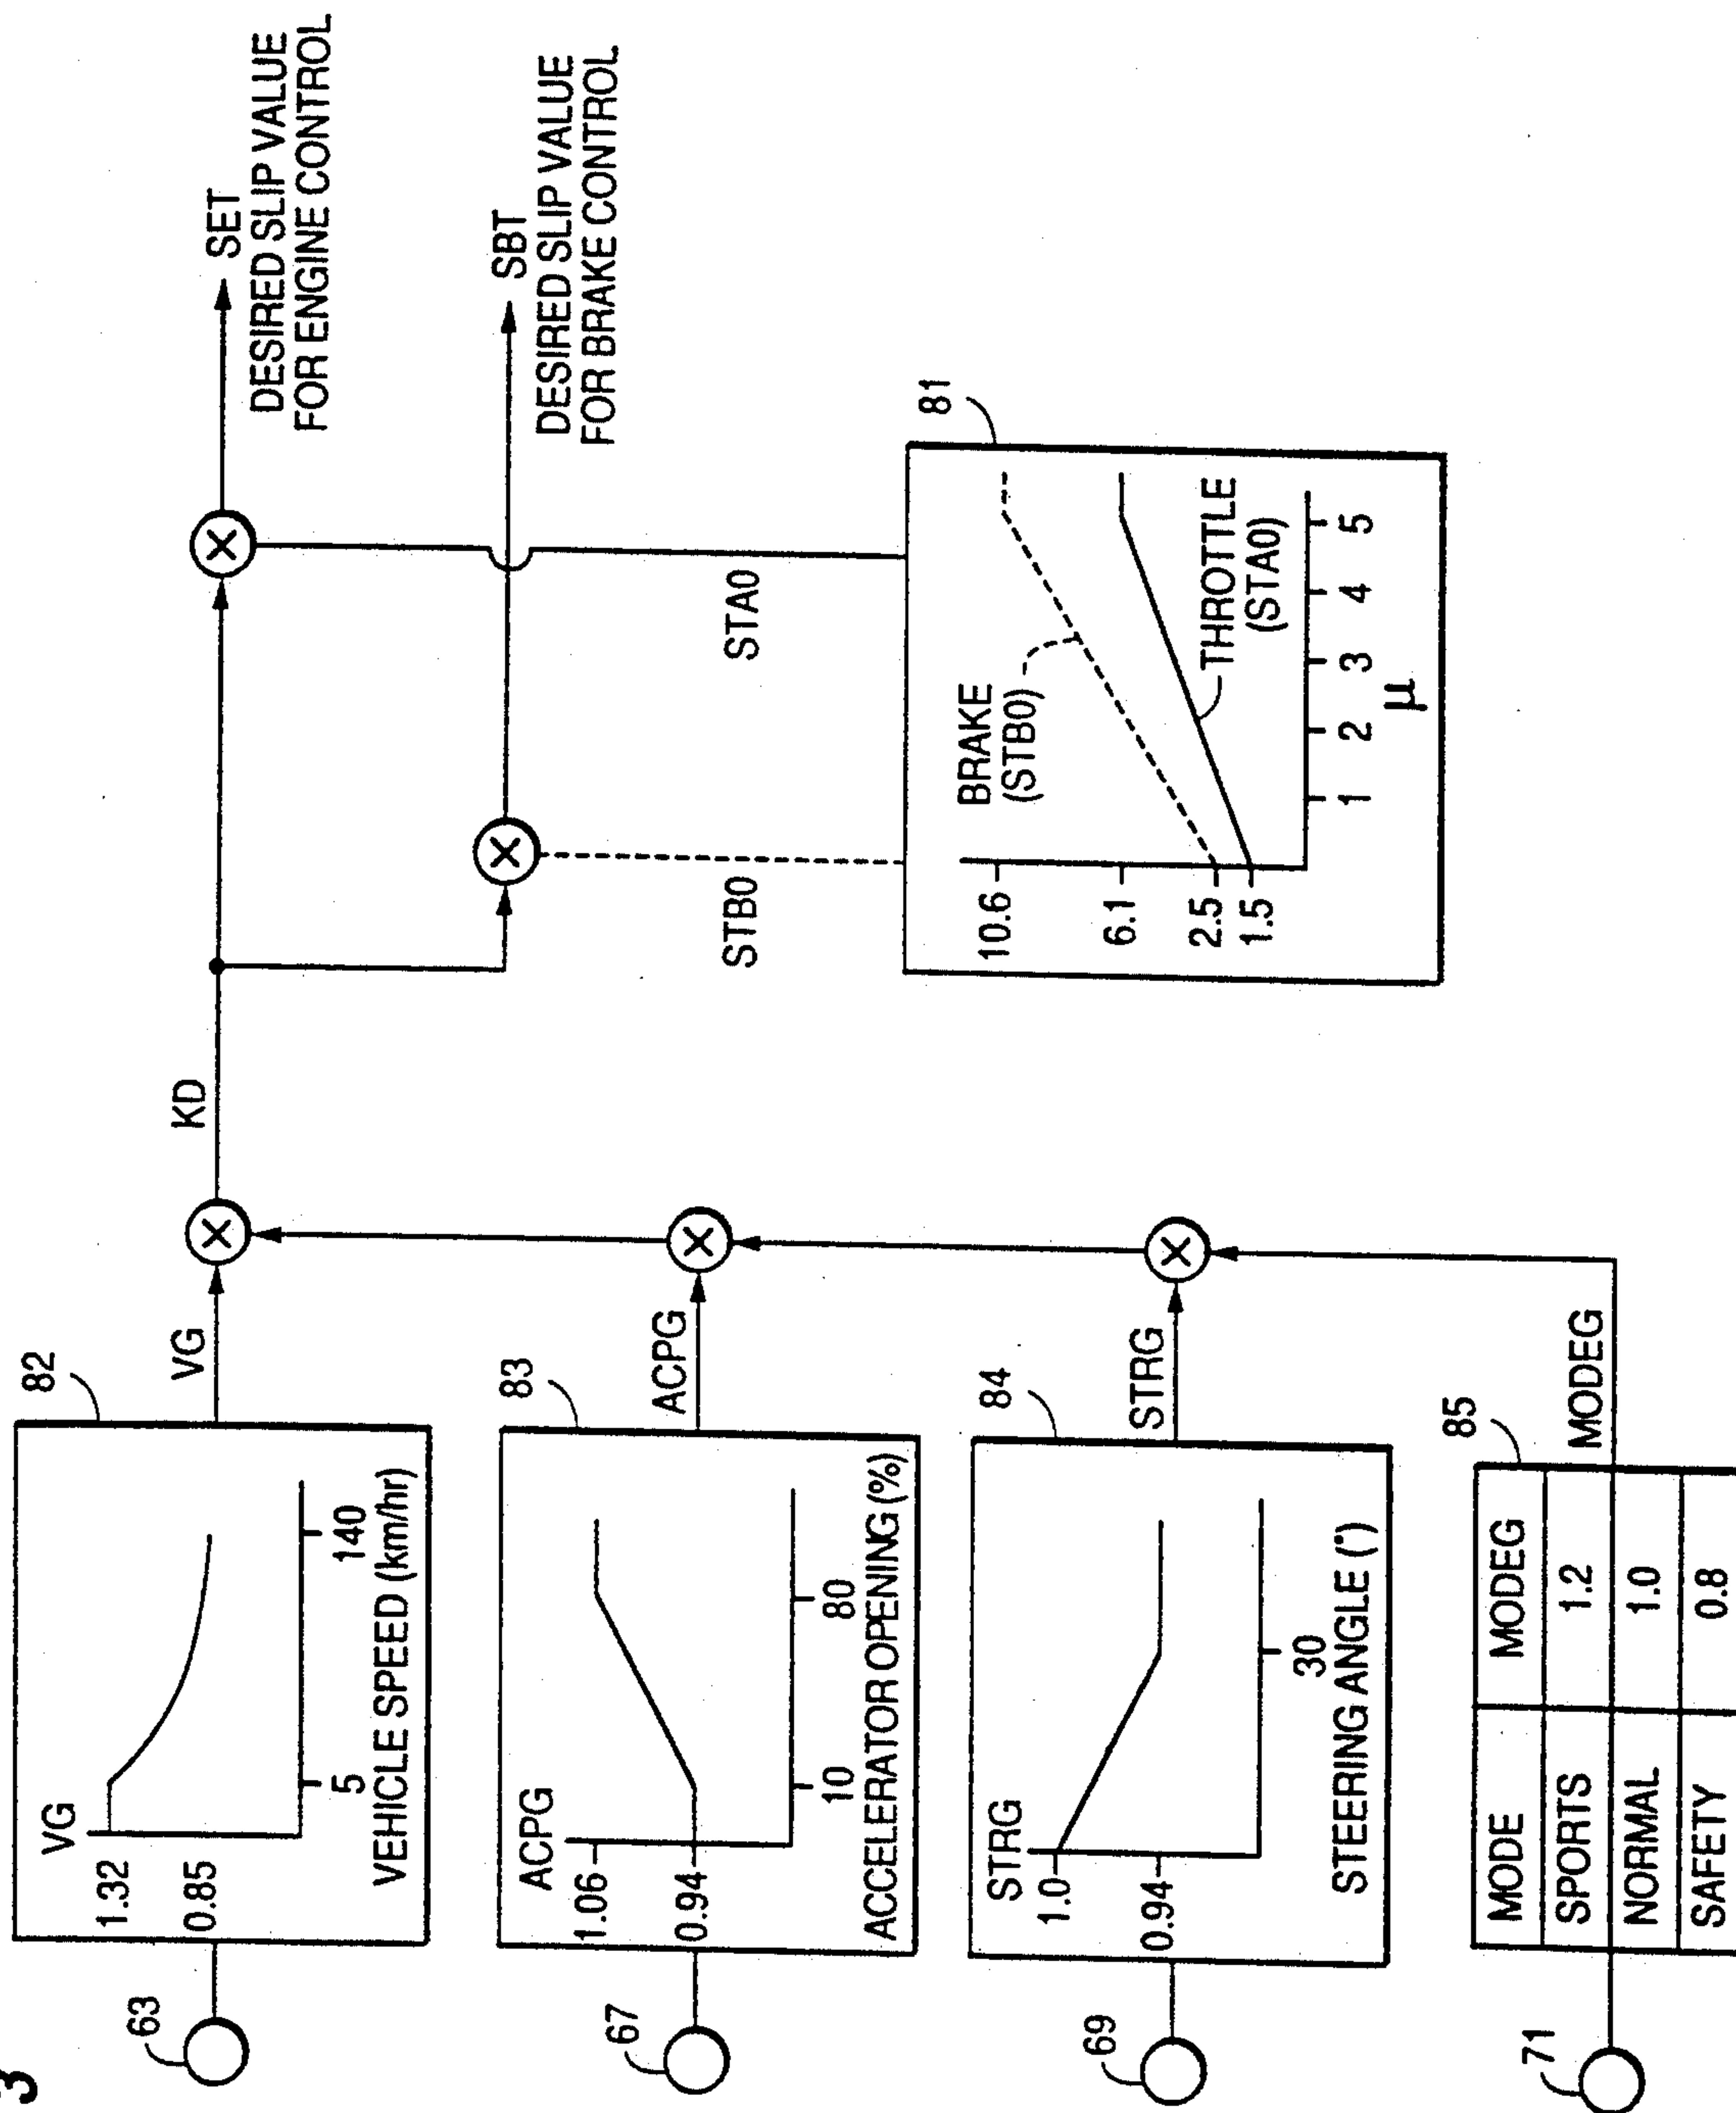 3
63
82
VG
1.32
0.85
5
140
VEHICLE SPEED (km/hr)
VG
KD
SET
DESIRED SLIP VALUE
FOR ENGINE CONTROL
SBT
DESIRED SLIP VALUE
FOR BRAKE CONTROL
67
83
ACPG
1.06
0.94
10
80
ACCELERATOR OPENING (%)
ACPG
STB0
STA0
69
84
STRG
1.0
0.94
30
STEERING ANGLE (°)
STRG
81
10.6
6.1
2.5
1.5
BRAKE
(STB0)
THROTTLE
(STA0)
1 2 3 4 5
μ
71
85
MODE MODEG
SPORTS 1.2
NORMAL 1.0
SAFETY 0.8
MODEG